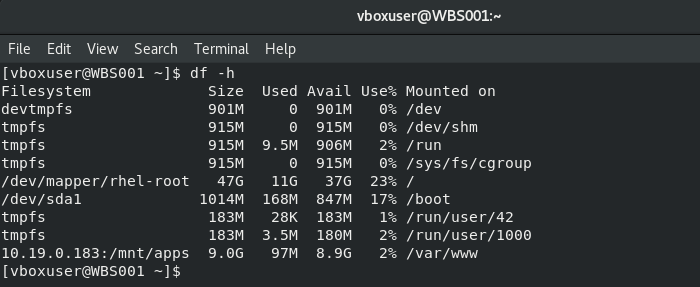 vboxuser@WBS001:~
File Edit View Search Terminal Help
[vboxuser@WBS001 ~]$ df -h
Filesystem Size Used Avail Use% Mounted on
devtmpfs 901M 0 901M 0% /dev
tmpfs 915M 0 915M 0% /dev/shm
tmpfs 915M 9.5M 906M 2% /run
tmpfs 915M 0 915M 0% /sys/fs/cgroup
/dev/mapper/rhel-root 47G 11G 37G 23% /
/dev/sda1 1014M 168M 847M 17% /boot
tmpfs 183M 28K 183M 1% /run/user/42
tmpfs 183M 3.5M 180M 2% /run/user/1000
10.19.0.183:/mnt/apps 9.0G 97M 8.9G 2% /var/www
[vboxuser@WBS001 ~]$